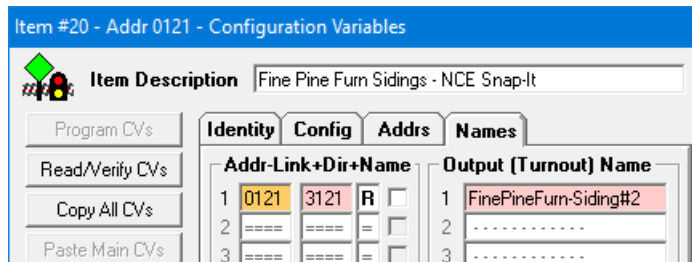 Item #20 - Addr 0121 - Configuration Variables
Item Description Fine Pine Furn Sidings - NCE Snap-It
Program CVs
Read/Verify CVs
Copy All CVs
Paste Main CVs
Identity Config Addrs Names
Addr-Link+Dir+Name Output (Turnout) Name
1 0121 3121 R 1 FinePineFurn-Siding#2
2 ==== ==== = 2 ------------
3 ==== ==== = 3 ------------